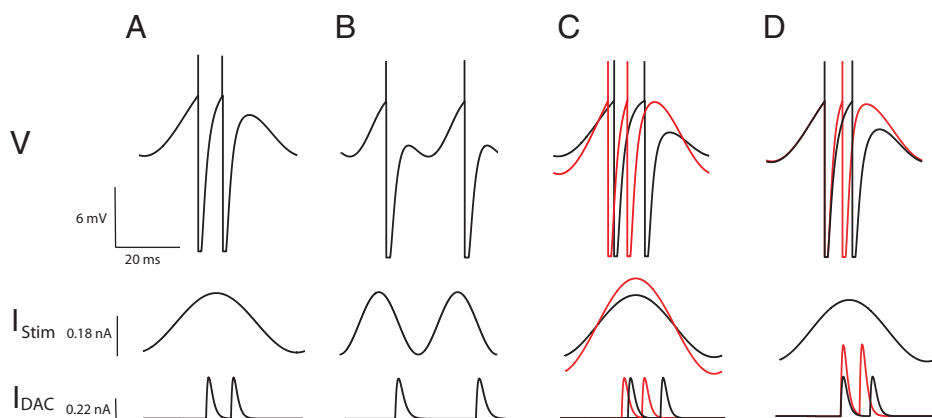 A B C D
V
6 mV
20 ms
I Stim 0.18 nA
I DAC 0.22 nA